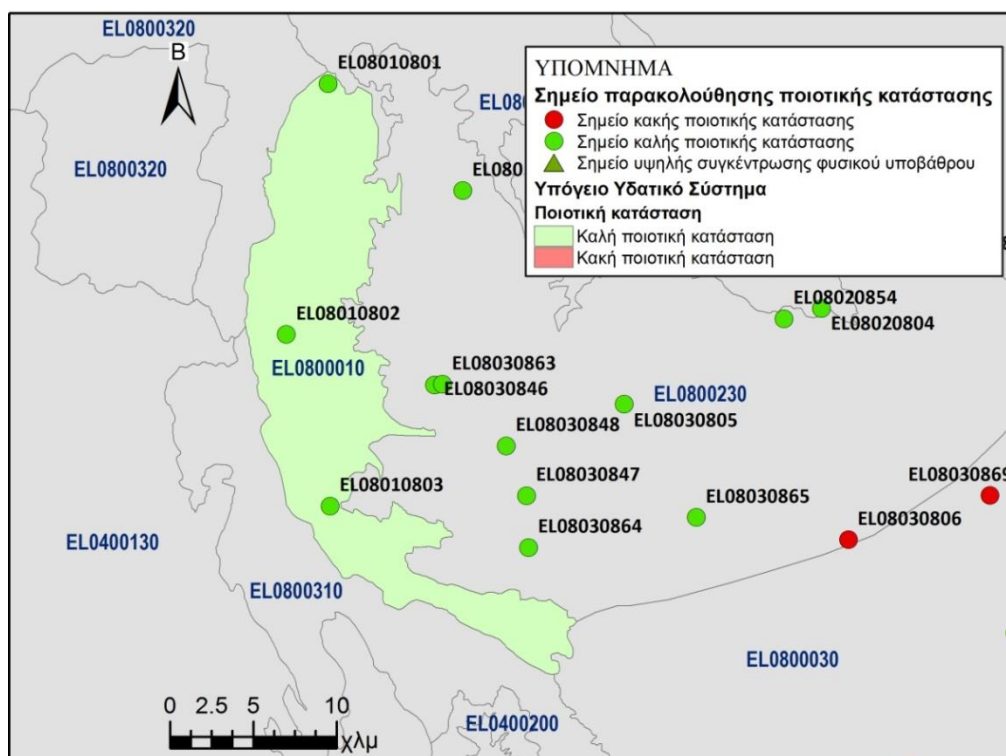 EL0800320
B
EL08010801
EL080
ΥΠΟΜΝΗΜΑ
Σημείο παρακολούθησης ποιοτικής κατάστασης
Σημείο κακής ποιοτικής κατάστασης
Σημείο καλής ποιοτικής κατάστασης
Σημείο υψηλής συγκέντρωσης φυσικού υποβάθρου
Υπόγειο Υδατικό Σύστημα
Ποιοτική κατάσταση
Καλή ποιοτική κατάσταση
Κακή ποιοτική κατάσταση
EL0800320
EL080
EL08020854
EL08020804
EL08010802
EL0800010
EL08030863
EL08030846
EL0800230
EL08030805
EL08030848
EL08030847
EL08030869
EL08010803
EL08030865
EL08030806
EL08030864
EL0400130
EL0800310
EL0800030
EL0400200
0 2.5 5 10
χλμ